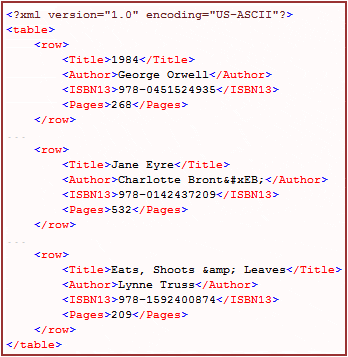 <?xml version="1.0" encoding="US-ASCII"?>
<table>
    <row>
        <Title>1984</Title>
        <Author>George Orwell</Author>
        <ISBN13>978-0451524935</ISBN13>
        <Pages>268</Pages>
    </row>
...
    <row>
        <Title>Jane Eyre</Title>
        <Author>Charlotte Bront&#xEB;</Author>
        <ISBN13>978-0142437209</ISBN13>
        <Pages>532</Pages>
    </row>
...
    <row>
        <Title>Eats, Shoots &amp; Leaves</Title>
        <Author>Lynne Truss</Author>
        <ISBN13>978-1592400874</ISBN13>
        <Pages>209</Pages>
    </row>
</table>